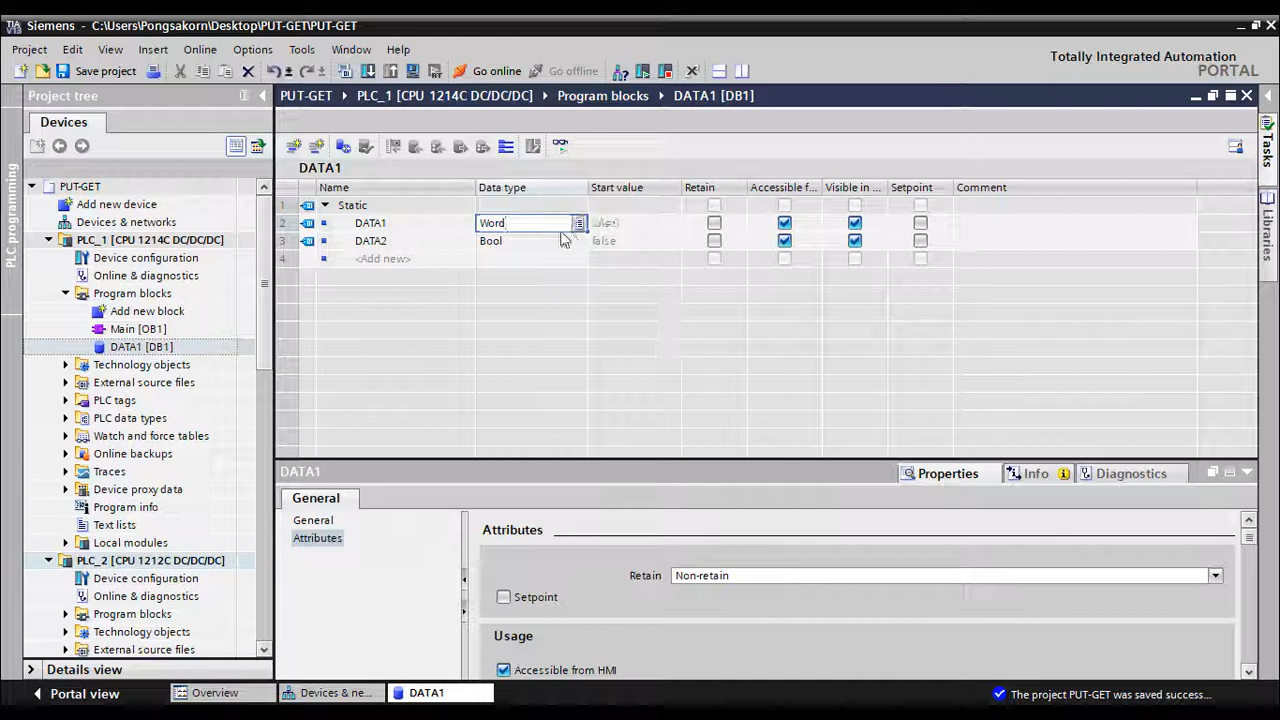 TIA V13 Siemens - C:\Users\Pongsakorn\Desktop\PUT-GET\PUT-GET
Project Edit View Insert Online Options Tools Window Help
Totally Integrated Automation
PORTAL
Save project Go online Go offline
Project tree
PUT-GET PLC_1 [CPU 1214C DC/DC/DC] Program blocks DATA1 [DB1]
Devices
PLC programming
Tasks
Libraries
PUT-GET
Add new device
Devices & networks
PLC_1 [CPU 1214C DC/DC/DC]
Device configuration
Online & diagnostics
Program blocks
Add new block
Main [OB1]
DATA1 [DB1]
Technology objects
External source files
PLC tags
PLC data types
Watch and force tables
Online backups
Traces
Device proxy data
Program info
Text lists
Local modules
PLC_2 [CPU 1212C DC/DC/DC]
Device configuration
Online & diagnostics
Program blocks
Technology objects
External source files
Details view
DATA1
Name Data type Start value Retain Accessible f... Visible in ... Setpoint Comment
1 Static
2 DATA1 Word
3 DATA2 Bool false
4 <Add new>
DATA1
Properties Info Diagnostics
General
General
Attributes
Attributes
Retain Non-retain
Setpoint
Usage
Accessible from HMI
Portal view Overview Devices & ne... DATA1 The project PUT-GET was saved success...